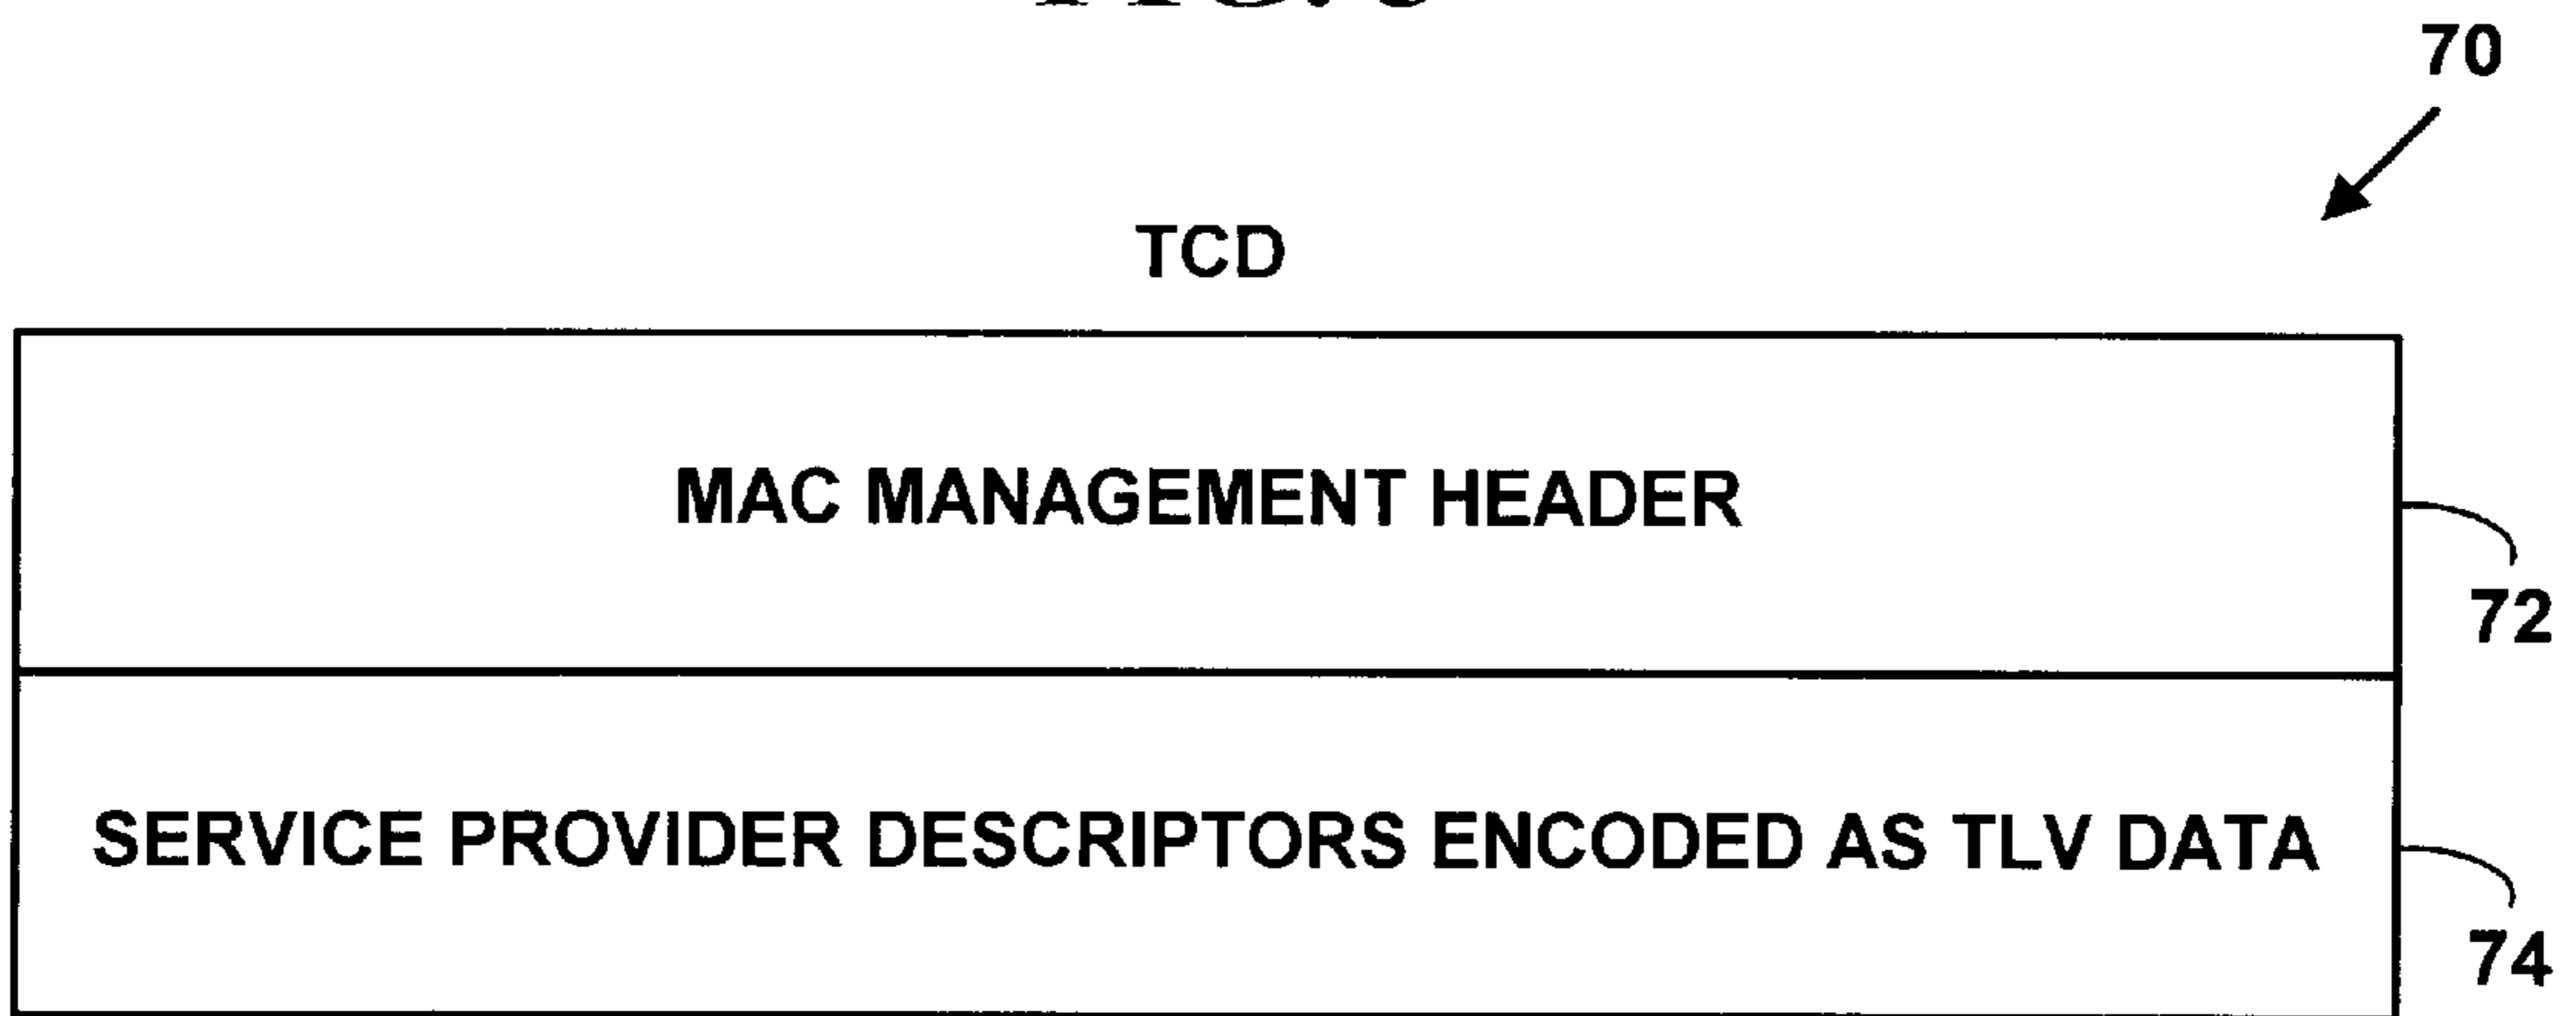 70
TCD
MAC MANAGEMENT HEADER
72
SERVICE PROVIDER DESCRIPTORS ENCODED AS TLV DATA
74